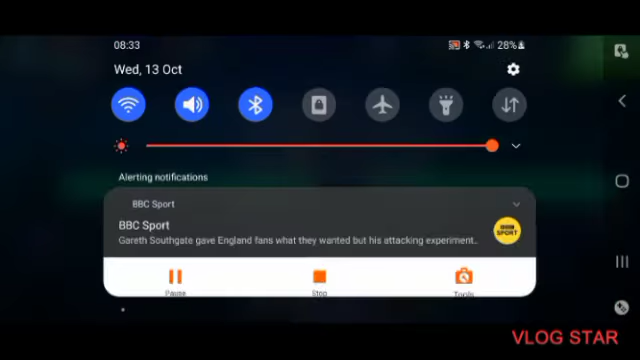 08:33
28%
Wed, 13 Oct
Alerting notifications
BBC Sport
BBC Sport
Gareth Southgate gave England fans what they wanted but his attacking experiment..
BBC
SPORT
Pause
Stop
Tools
VLOG STAR